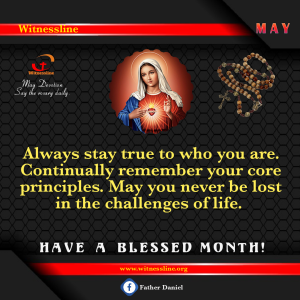 Witnessline
MAY
Witnessline
May Devotion
Say the rosary daily
Always stay true to who you are.
Continually remember your core
principles. May you never be lost
in the challenges of life.
HAVE A BLESSED MONTH!
www.witnessline.org
Father Daniel